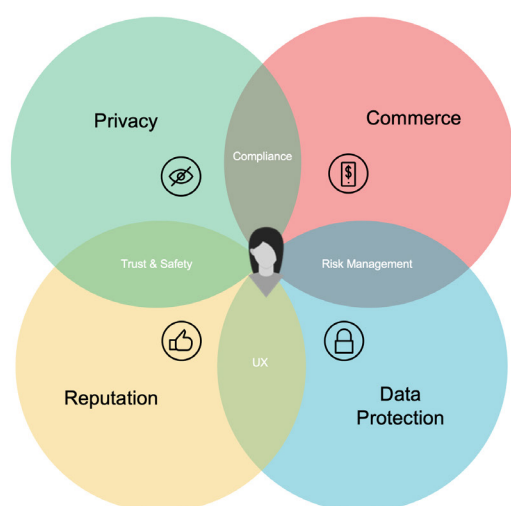 Privacy
Commerce
Compliance
$
Trust & Safety
Risk Management
UX
Reputation
Data
Protection